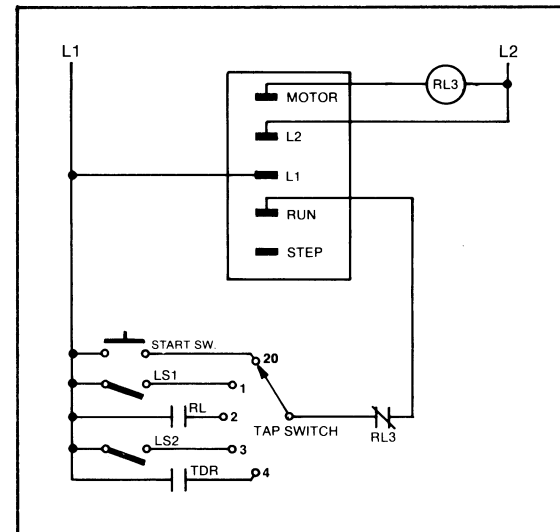 L1
L2
RL3
MOTOR
L2
L1
RUN
STEP
START SW.
20
LS1
1
RL
2
TAP SWITCH
RL3
LS2
3
TDR
4